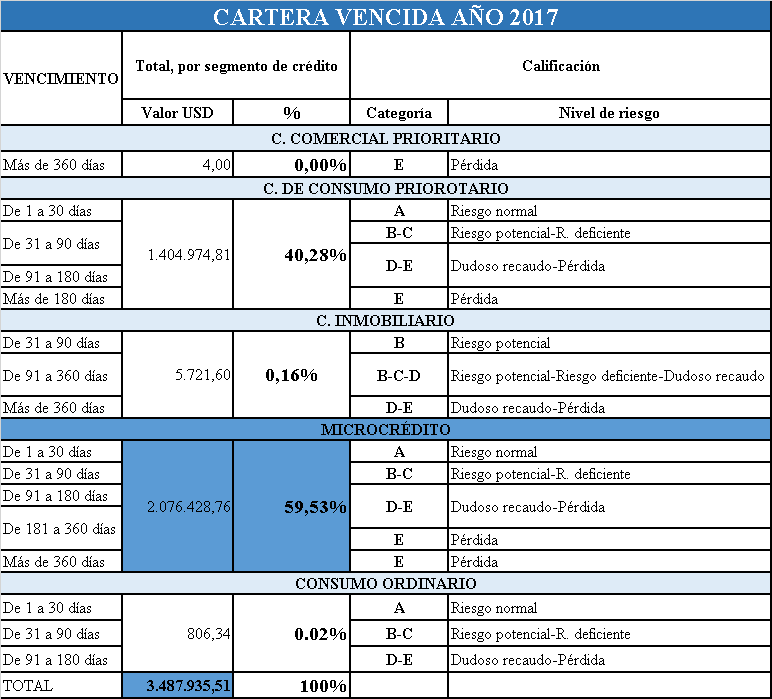 CARTERA VENCIDA AÑO 2017
VENCIMIENTO Total, por segmento de crédito Calificación
Valor USD % Categoría Nivel de riesgo
C. COMERCIAL PRIORITARIO
Más de 360 días 4,00 0,00% E Pérdida
C. DE CONSUMO PRIOROTARIO
De 1 a 30 días A Riesgo normal
De 31 a 90 días B-C Riesgo potencial-R. deficiente
1.404.974,81 40,28%
De 91 a 180 días D-E Dudoso recaudo-Pérdida
Más de 180 días E Pérdida
C. INMOBILIARIO
De 31 a 90 días B Riesgo potencial
De 91 a 360 días 5.721,60 0,16% B-C-D Riesgo potencial-Riesgo deficiente-Dudoso recaudo
Más de 360 días D-E Dudoso recaudo-Pérdida
MICROCRÉDITO
De 1 a 30 días A Riesgo normal
De 31 a 90 días B-C Riesgo potencial-R. deficiente
De 91 a 180 días 2.076.428,76 59,53% D-E Dudoso recaudo-Pérdida
De 181 a 360 días E Pérdida
Más de 360 días E Pérdida
CONSUMO ORDINARIO
De 1 a 30 días A Riesgo normal
De 31 a 90 días 806,34 0.02% B-C Riesgo potencial-R. deficiente
De 91 a 180 días D-E Dudoso recaudo-Pérdida
TOTAL 3.487.935,51 100%